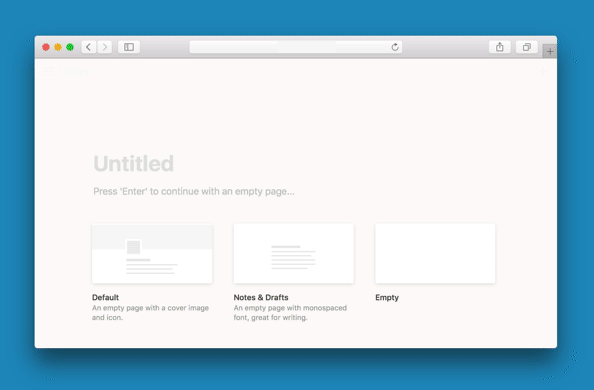 Untitled
Press 'Enter' to continue with an empty page...
Default
An empty page with a cover image
and icon.
Notes & Drafts
An empty page with monospaced
font, great for writing.
Empty